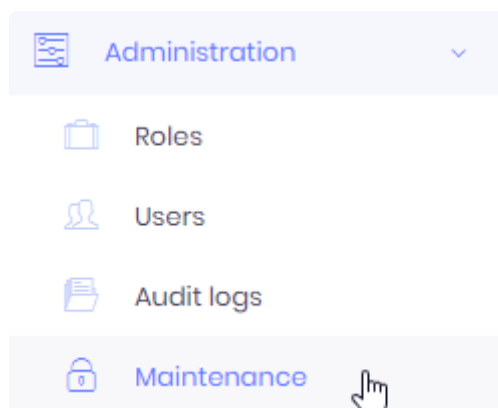 Administration
Roles
Users
Audit logs
Maintenance